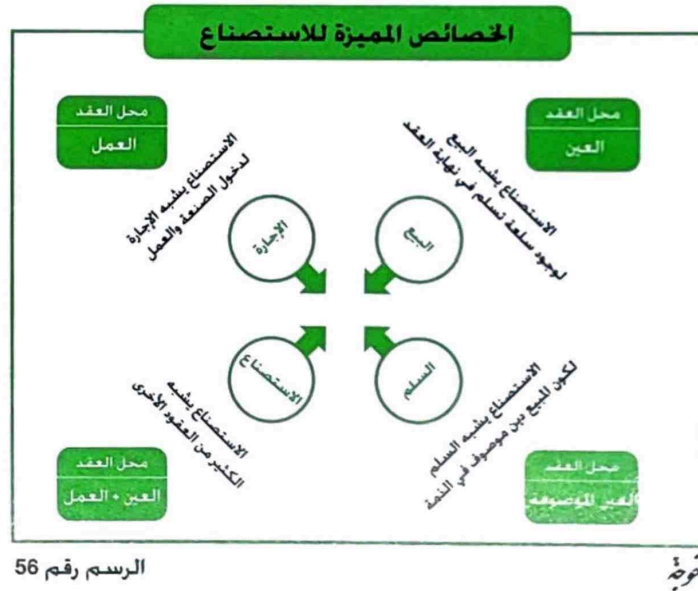 الخصائص المميزة للاستصناع
محل العقد
العين
محل العقد
العمل
الاستصناع يشبه البيع
لوجود سلعة تسلم في نهاية العقد
الاستصناع يشبه الإجارة
لدخول الصنعة والعمل
البيع
الإجارة
السلم
الاستصناع
الاستصناع يشبه السلم
لكون المبيع دين موصوف في الذمة
الاستصناع يشبه
الكثير من العقود الأخرى
محل العقد
العين الموصوفة
محل العقد
العين + العمل
الرسم رقم 56